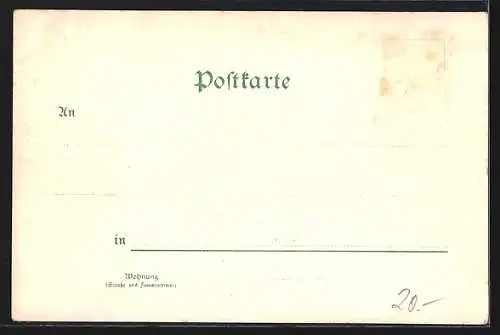 Postkarte
An
in
Wohnung
(Straße und Hausnummer)
20.-